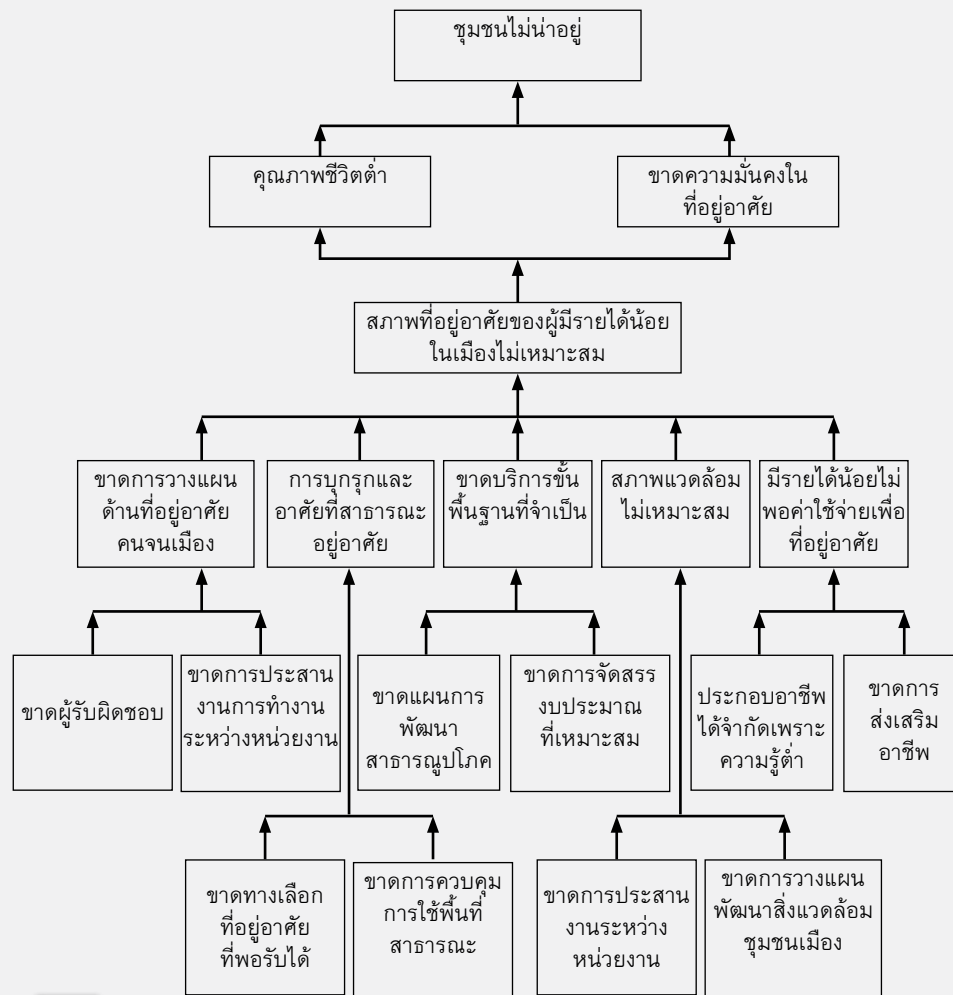 ชุมชนไม่น่าอยู่
คุณภาพชีวิตต่ำ
ขาดความมั่นคงใน
ที่อยู่อาศัย
สภาพที่อยู่อาศัยของผู้มีรายได้น้อย
ในเมืองไม่เหมาะสม
ขาดการวางแผน
ด้านที่อยู่อาศัย
คนจนเมือง
การบุกรุกและ
อาศัยที่สาธารณะ
อยู่อาศัย
ขาดบริการขั้น
พื้นฐานที่จำเป็น
สภาพแวดล้อม
ไม่เหมาะสม
มีรายได้น้อยไม่
พอค่าใช้จ่ายเพื่อ
ที่อยู่อาศัย
ขาดผู้รับผิดชอบ
ขาดการประสาน
งานการทำงาน
ระหว่างหน่วยงาน
ขาดแผนการ
พัฒนา
สาธารณูปโภค
ขาดการจัดสรร
งบประมาณ
ที่เหมาะสม
ประกอบอาชีพ
ได้จำกัดเพราะ
ความรู้ต่ำ
ขาดการ
ส่งเสริม
อาชีพ
ขาดทางเลือก
ที่อยู่อาศัย
ที่พอรับได้
ขาดการควบคุม
การใช้พื้นที่
สาธารณะ
ขาดการประสาน
งานระหว่าง
หน่วยงาน
ขาดการวางแผน
พัฒนาสิ่งแวดล้อม
ชุมชนเมือง